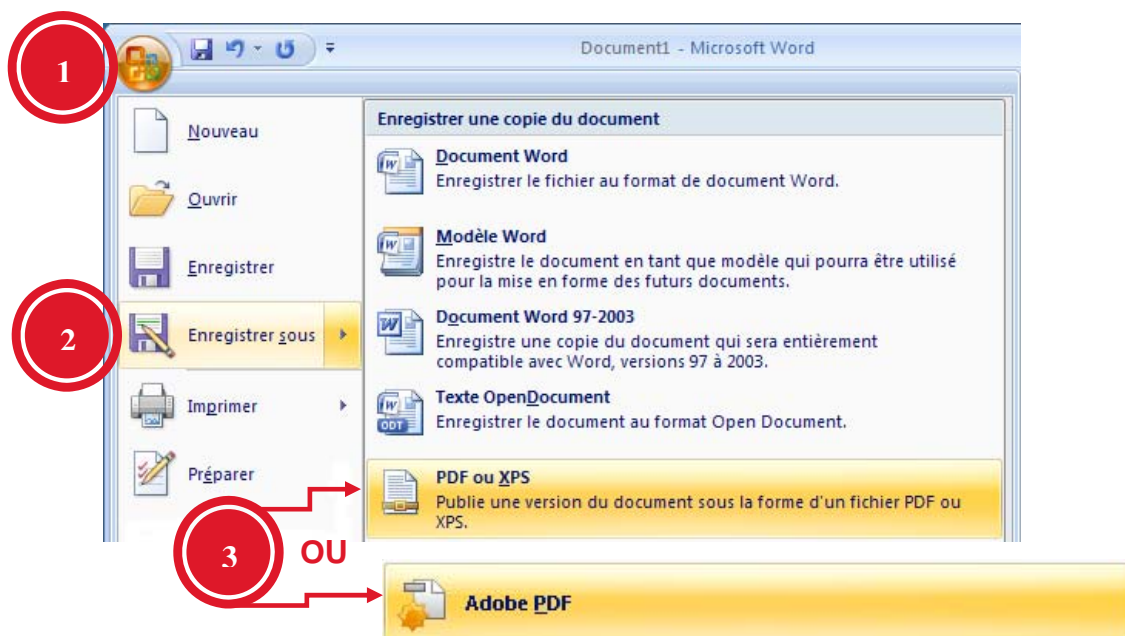 1
Document1 - Microsoft Word
Nouveau
Ouvrir
Enregistrer
2
Enregistrer sous
Imprimer
Préparer
Enregistrer une copie du document
Document Word
Enregistrer le fichier au format de document Word.
Modèle Word
Enregistre le document en tant que modèle qui pourra être utilisé
pour la mise en forme des futurs documents.
Document Word 97-2003
Enregistre une copie du document qui sera entièrement
compatible avec Word, versions 97 à 2003.
Texte OpenDocument
Enregistrer le document au format Open Document.
ODT
PDF ou XPS
Publie une version du document sous la forme d'un fichier PDF ou
XPS.
3
OU
Adobe PDF